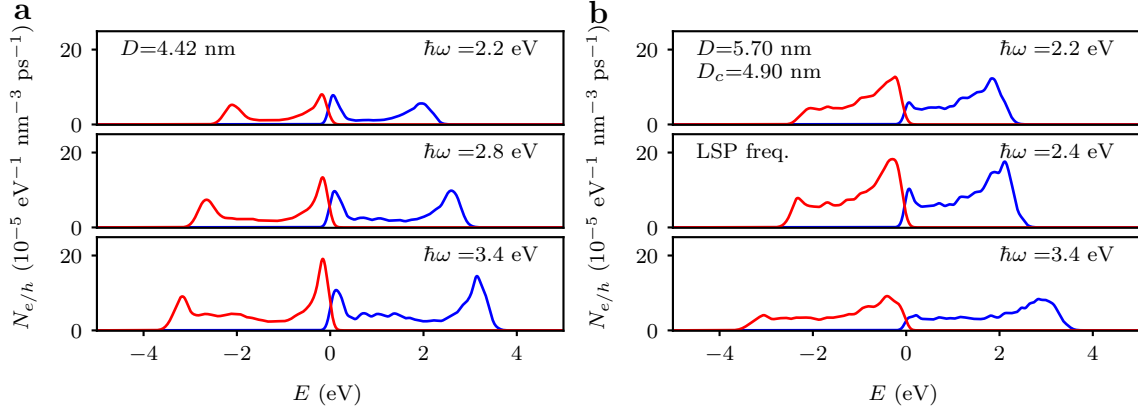 a
N_{e/h} (10⁻⁵ eV⁻¹ nm⁻³ ps⁻¹)
D=4.42 nm
ℏω =2.2 eV
20
0
ℏω =2.8 eV
20
0
ℏω =3.4 eV
20
0
−4 −2 0 2 4
E (eV)
b
N_{e/h} (10⁻⁵ eV⁻¹ nm⁻³ ps⁻¹)
D=5.70 nm
D_c=4.90 nm
ℏω =2.2 eV
20
0
LSP freq.
ℏω =2.4 eV
20
0
ℏω =3.4 eV
20
0
−4 −2 0 2 4
E (eV)